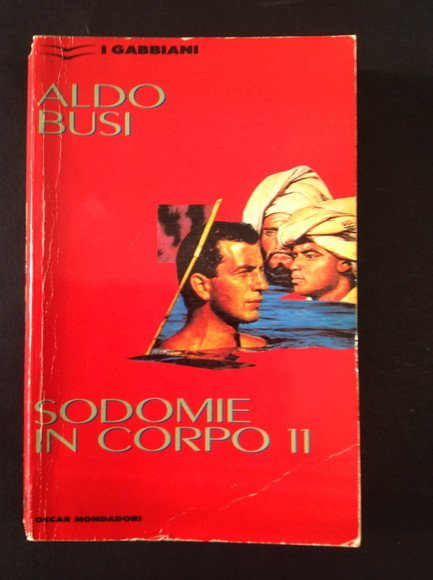 I GABBIANI
ALDO
BUSI
SODOMIE
IN CORPO 11
OSCAR MONDADORI